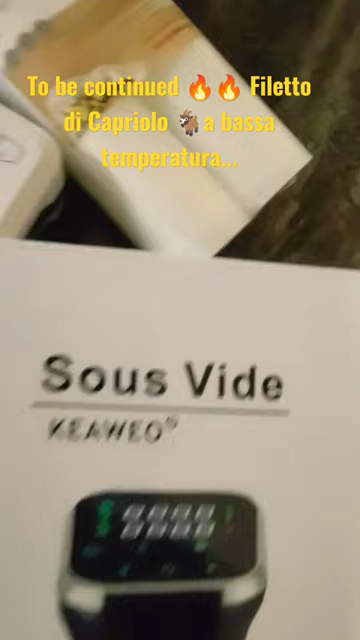 To be continued 🔥🔥 Filetto
di Capriolo 🐐a bassa
temperatura...
Sous Vide
KEAWEO®